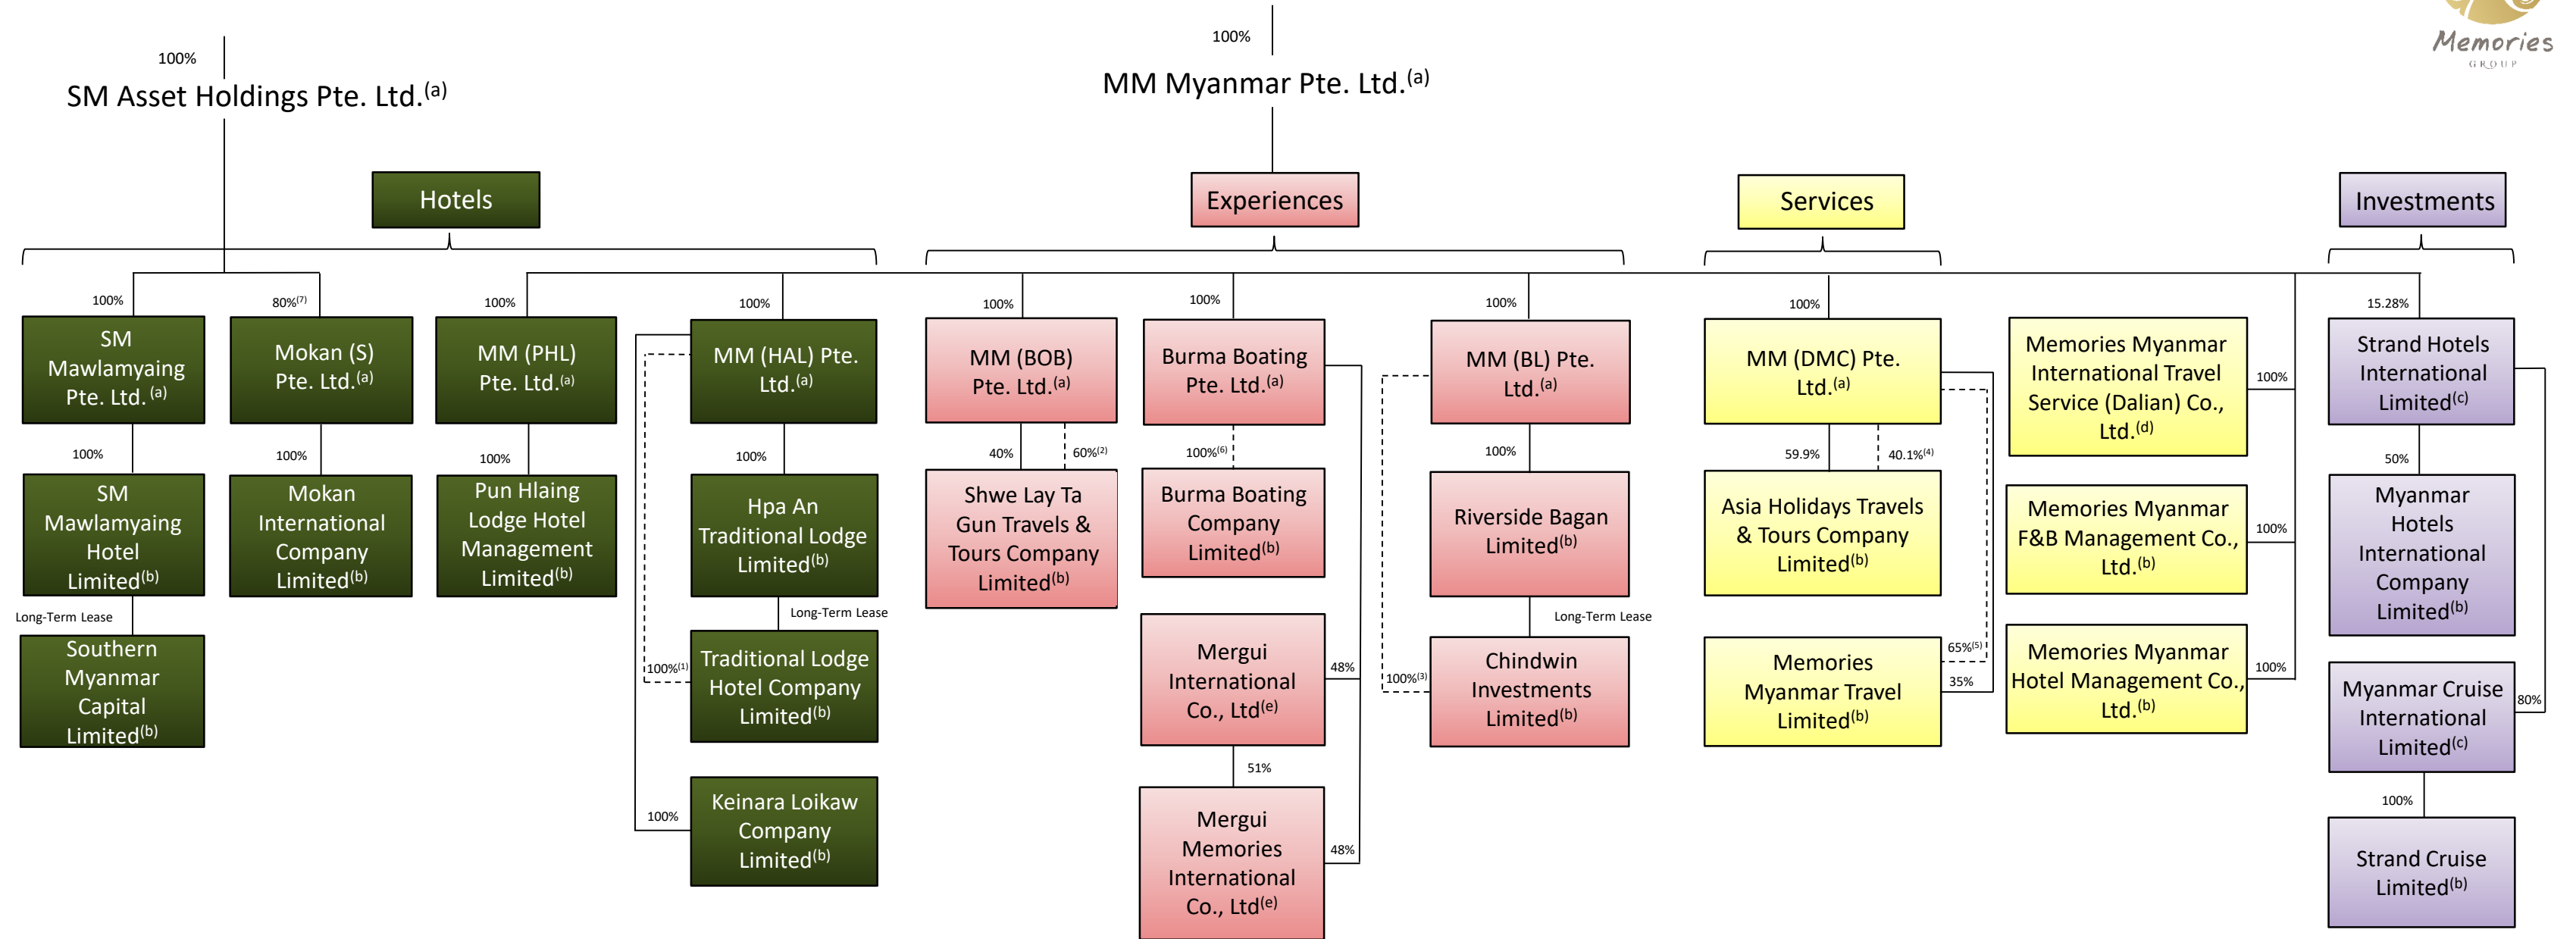 Memories
GROUP
100%
SM Asset Holdings Pte. Ltd.(a)
100%
MM Myanmar Pte. Ltd.(a)
Hotels
Experiences
Services
Investments
100%
SM
Mawlamyaing
Pte. Ltd. (a)
100%
SM
Mawlamyaing
Hotel
Limited(b)
Long-Term Lease
Southern
Myanmar
Capital
Limited(b)
80%(7)
Mokan (S)
Pte. Ltd.(a)
100%
Mokan
International
Company
Limited(b)
100%
MM (PHL)
Pte. Ltd.(a)
100%
Pun Hlaing
Lodge Hotel
Management
Limited(b)
100%
MM (HAL) Pte.
Ltd.(a)
100%
Hpa An
Traditional Lodge
Limited(b)
Long-Term Lease
100%(1)
Traditional Lodge
Hotel Company
Limited(b)
100%
Keinara Loikaw
Company
Limited(b)
100%
MM (BOB)
Pte. Ltd.(a)
40%
60%(2)
Shwe Lay Ta
Gun Travels &
Tours Company
Limited(b)
100%
Burma Boating
Pte. Ltd.(a)
100%(6)
Burma Boating
Company
Limited(b)
Mergui
International
Co., Ltd(e)
48%
51%
Mergui
Memories
International
Co., Ltd(e)
48%
100%
MM (BL) Pte.
Ltd.(a)
100%
Riverside Bagan
Limited(b)
Long-Term Lease
100%(3)
Chindwin
Investments
Limited(b)
100%
MM (DMC) Pte.
Ltd.(a)
59.9%
40.1%(4)
Asia Holidays Travels
& Tours Company
Limited(b)
Memories
Myanmar Travel
Limited(b)
65%(5)
35%
Memories Myanmar
International Travel
Service (Dalian) Co.,
Ltd.(d)
100%
Memories Myanmar
F&B Management Co.,
Ltd.(b)
100%
Memories Myanmar
Hotel Management Co.,
Ltd.(b)
100%
15.28%
Strand Hotels
International
Limited(c)
50%
Myanmar
Hotels
International
Company
Limited(b)
Myanmar Cruise
International
Limited(c)
80%
100%
Strand Cruise
Limited(b)